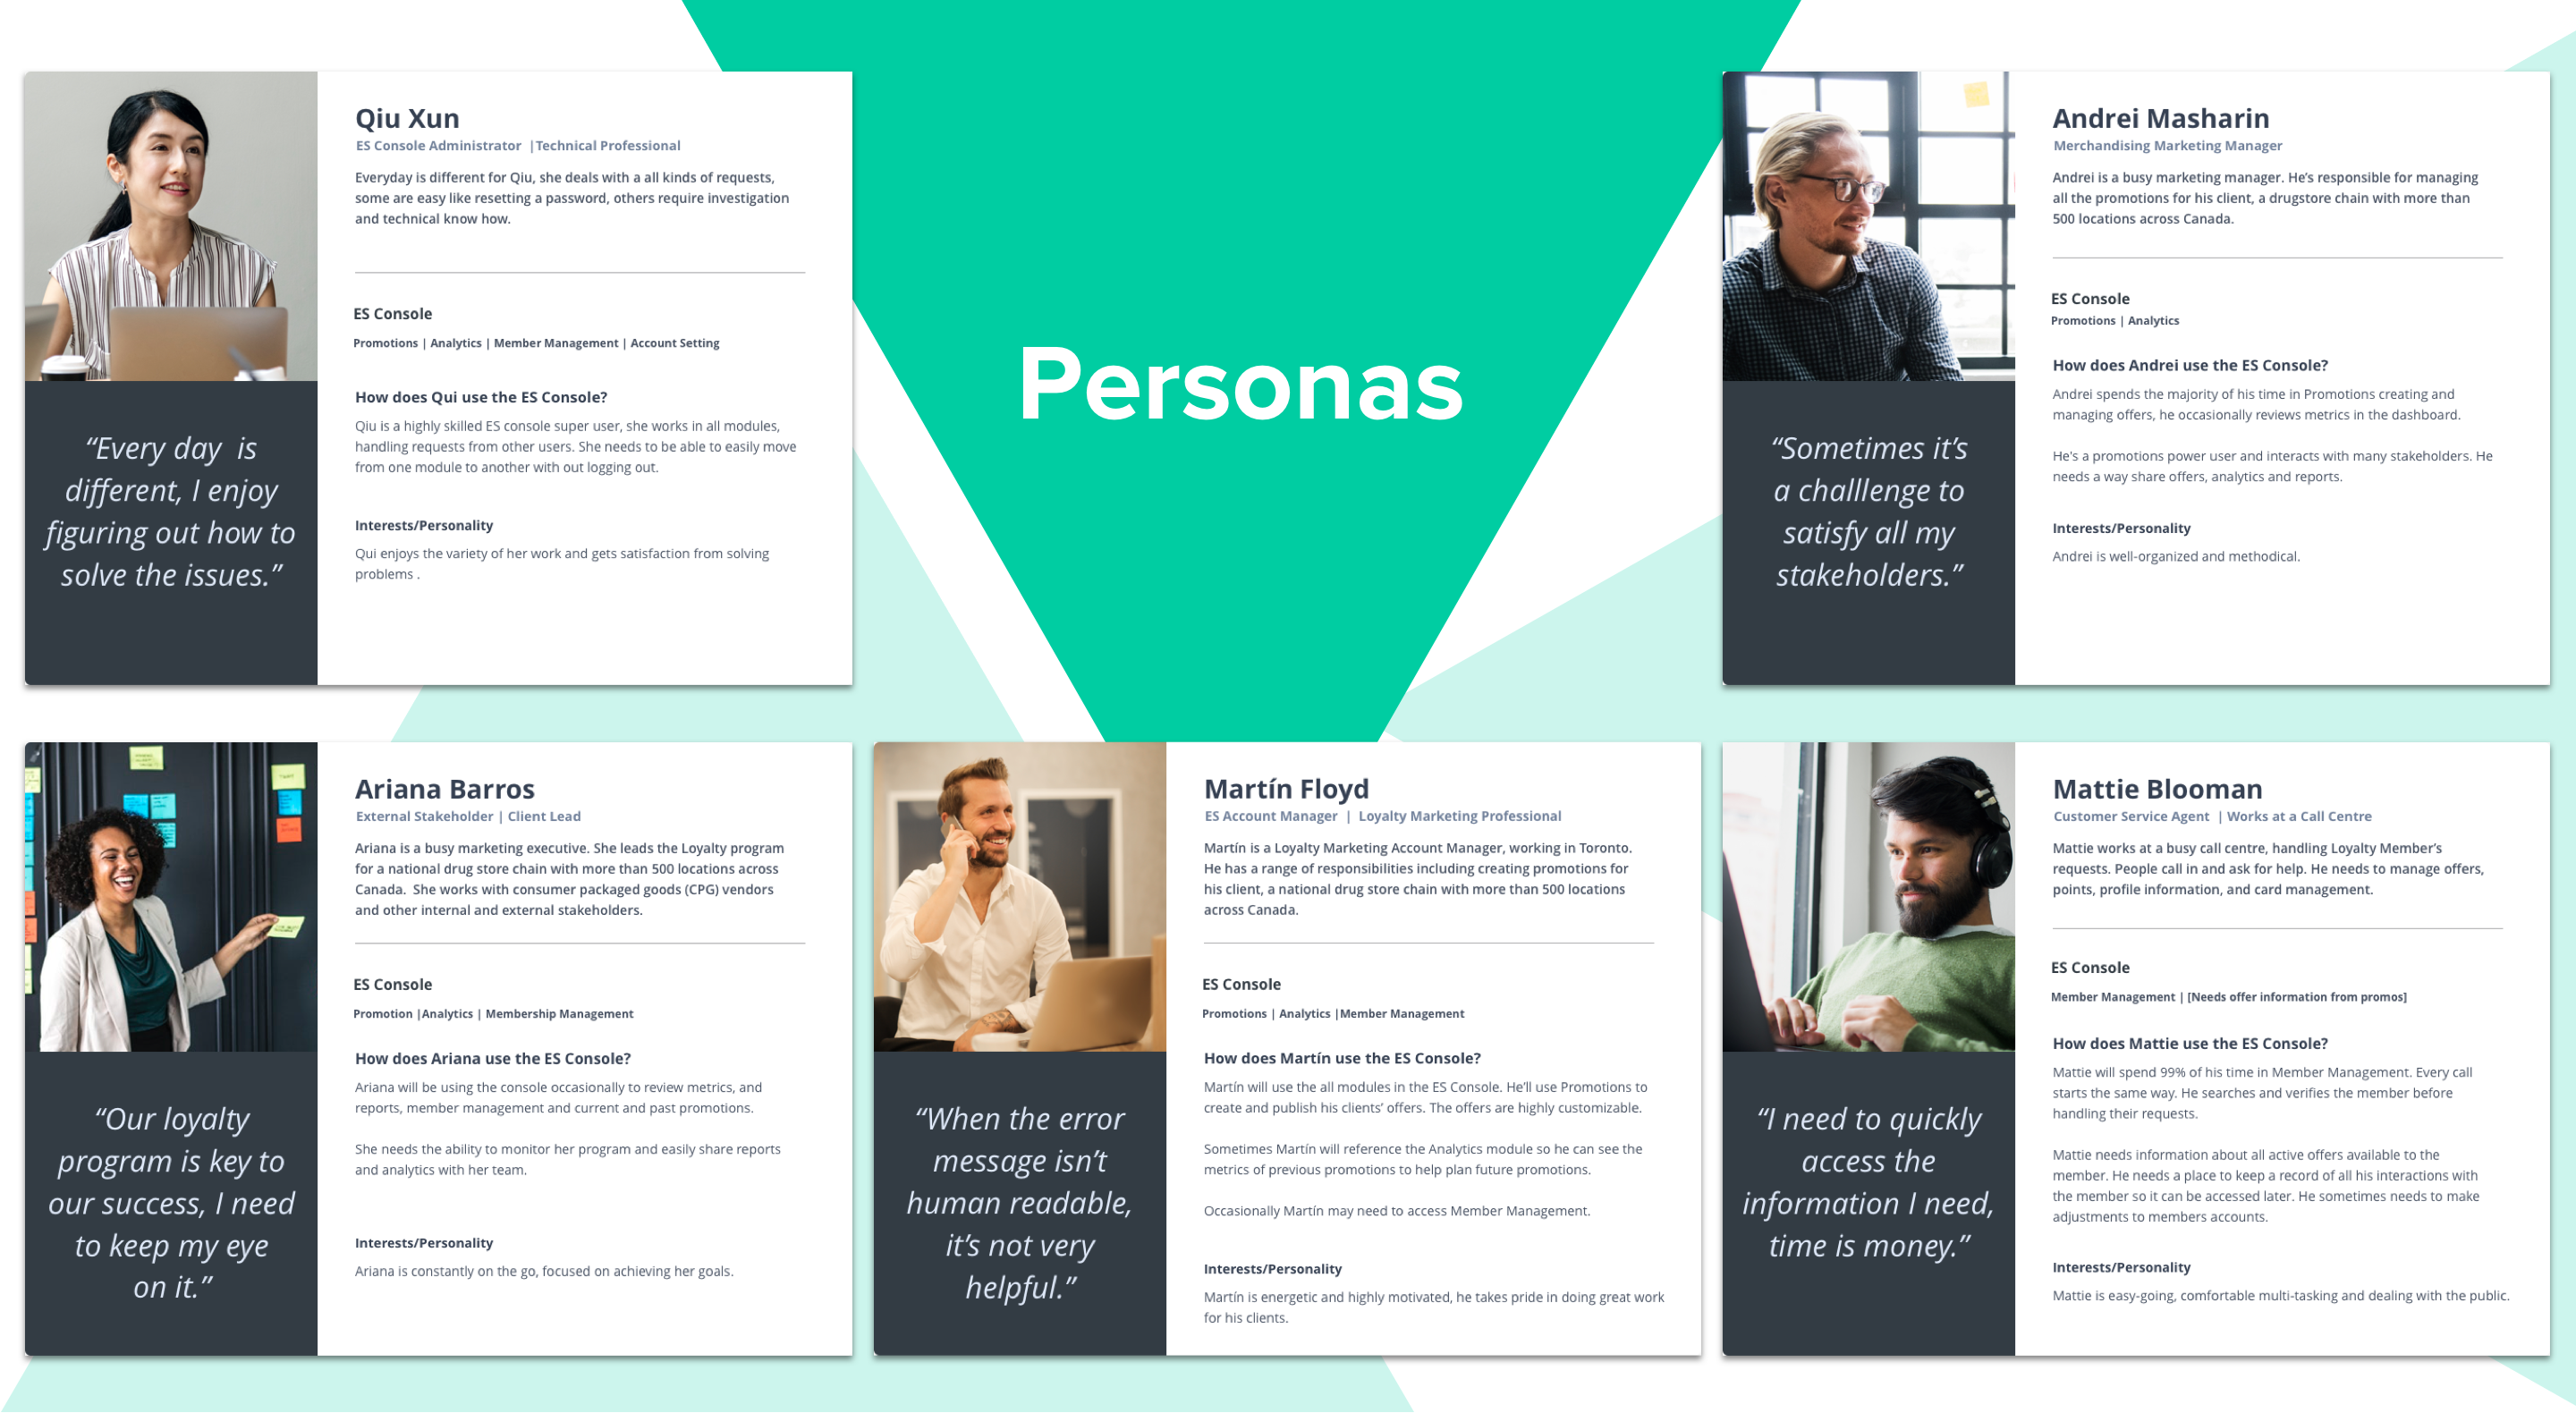 Personas
Qiu Xun
ES Console Administrator | Technical Professional
Everyday is different for Qiu, she deals with a all kinds of requests,
some are easy like resetting a password, others require investigation
and technical know how.
ES Console
Promotions | Analytics | Member Management | Account Setting
How does Qui use the ES Console?
Qiu is a highly skilled ES console super user, she works in all modules,
handling requests from other users. She needs to be able to easily move
from one module to another with out logging out.
Interests/Personality
Qui enjoys the variety of her work and gets satisfaction from solving
problems .
“Every day is
different, I enjoy
figuring out how to
solve the issues.”
Andrei Masharin
Merchandising Marketing Manager
Andrei is a busy marketing manager. He’s responsible for managing
all the promotions for his client, a drugstore chain with more than
500 locations across Canada.
ES Console
Promotions | Analytics
How does Andrei use the ES Console?
Andrei spends the majority of his time in Promotions creating and
managing offers, he occasionally reviews metrics in the dashboard.
He's a promotions power user and interacts with many stakeholders. He
needs a way share offers, analytics and reports.
Interests/Personality
Andrei is well-organized and methodical.
“Sometimes it’s
a challlenge to
satisfy all my
stakeholders.”
Ariana Barros
External Stakeholder | Client Lead
Ariana is a busy marketing executive. She leads the Loyalty program
for a national drug store chain with more than 500 locations across
Canada. She works with consumer packaged goods (CPG) vendors
and other internal and external stakeholders.
ES Console
Promotion |Analytics | Membership Management
How does Ariana use the ES Console?
Ariana will be using the console occasionally to review metrics, and
reports, member management and current and past promotions.
She needs the ability to monitor her program and easily share reports
and analytics with her team.
Interests/Personality
Ariana is constantly on the go, focused on achieving her goals.
“Our loyalty
program is key to
our success, I need
to keep my eye
on it.”
Martín Floyd
ES Account Manager | Loyalty Marketing Professional
Martín is a Loyalty Marketing Account Manager, working in Toronto.
He has a range of responsibilities including creating promotions for
his client, a national drug store chain with more than 500 locations
across Canada.
ES Console
Promotions | Analytics |Member Management
How does Martín use the ES Console?
Martín will use the all modules in the ES Console. He’ll use Promotions to
create and publish his clients’ offers. The offers are highly customizable.
Sometimes Martín will reference the Analytics module so he can see the
metrics of previous promotions to help plan future promotions.
Occasionally Martín may need to access Member Management.
Interests/Personality
Martín is energetic and highly motivated, he takes pride in doing great work
for his clients.
“When the error
message isn’t
human readable,
it’s not very
helpful.”
Mattie Blooman
Customer Service Agent | Works at a Call Centre
Mattie works at a busy call centre, handling Loyalty Member’s
requests. People call in and ask for help. He needs to manage offers,
points, profile information, and card management.
ES Console
Member Management | [Needs offer information from promos]
How does Mattie use the ES Console?
Mattie will spend 99% of his time in Member Management. Every call
starts the same way. He searches and verifies the member before
handling their requests.
Mattie needs information about all active offers available to the
member. He needs a place to keep a record of all his interactions with
the member so it can be accessed later. He sometimes needs to make
adjustments to members accounts.
Interests/Personality
Mattie is easy-going, comfortable multi-tasking and dealing with the public.
“I need to quickly
access the
information I need,
time is money.”